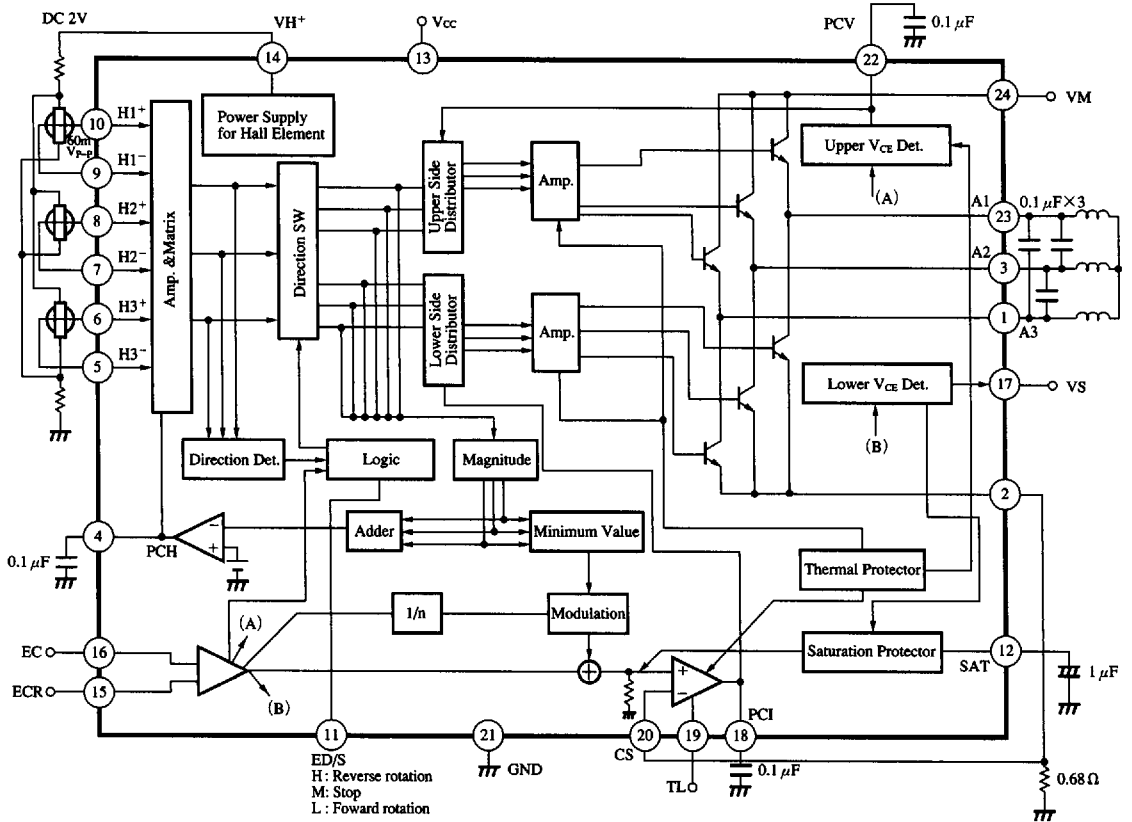 DC 2V
VH+
Vcc
PCV
0.1 μF
14
13
22
24
VM
10
H1+
60m
VP-P
9
H1−
8
H2+
7
H2−
6
H3+
5
H3−
Amp. &Matrix
Power Supply
for Hall Element
Direction SW
Upper Side
Distributor
Lower Side
Distributor
Amp.
Amp.
Upper VCE Det.
(A)
A1
23
0.1 μF×3
A2
3
1
A3
Lower VCE Det.
17
VS
(B)
Direction Det.
Logic
Magnitude
2
4
PCH
0.1 μF
−
+
Adder
Minimum Value
Thermal Protector
1/n
Modulation
(A)
(B)
EC
16
ECR
15
+
−
Saturation Protector
12
SAT
1 μF
11
ED/S
H : Reverse rotation
M: Stop
L : Foward rotation
21
GND
20
CS
19
TL
18
PCI
0.1 μF
0.68 Ω